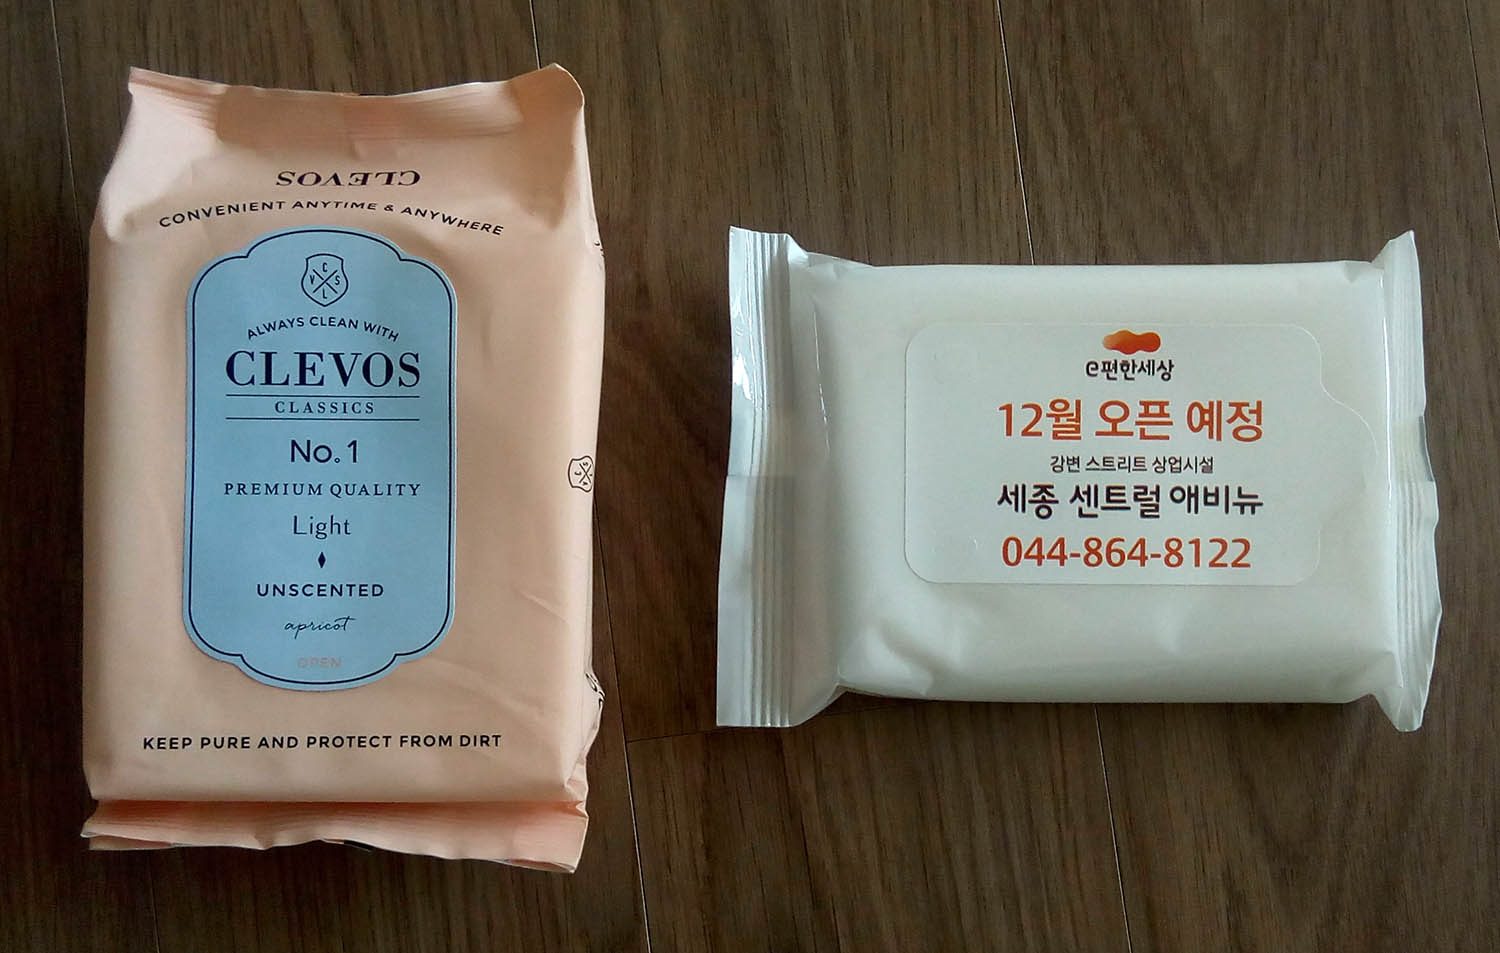 CLEVOS
CONVENIENT ANYTIME & ANYWHERE
C
V S
L
ALWAYS CLEAN WITH
CLEVOS
CLASSICS
No.1
PREMIUM QUALITY
Light
UNSCENTED
apricot
OPEN
KEEP PURE AND PROTECT FROM DIRT
e편한세상
12월 오픈 예정
강변 스트리트 상업시설
세종 센트럴 애비뉴
044-864-8122